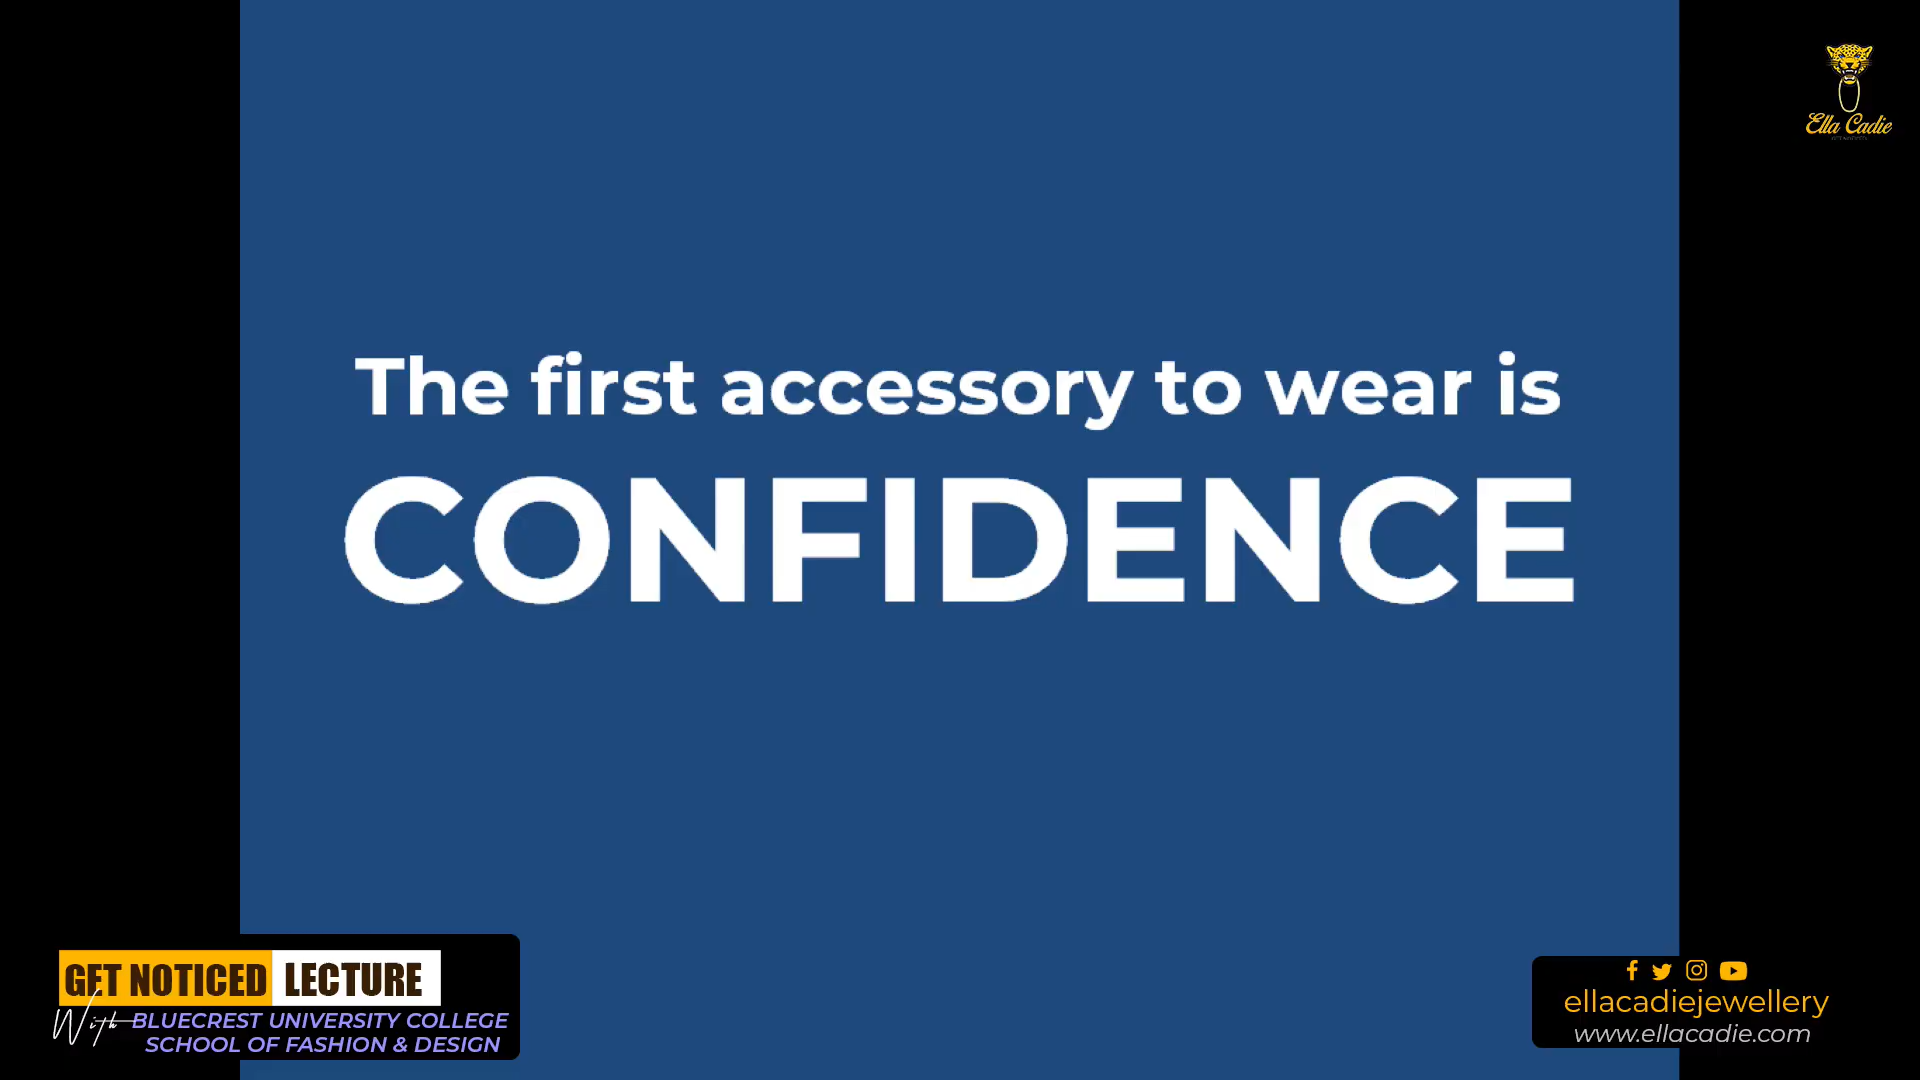 Ella Cadie
The first accessory to wear is
CONFIDENCE
GET NOTICED LECTURE
With BLUECREST UNIVERSITY COLLEGE
SCHOOL OF FASHION & DESIGN
ellacadiejewellery
www.ellacadie.com